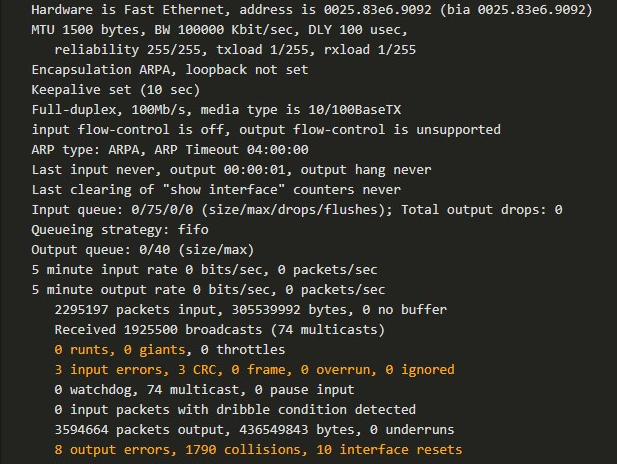 Hardware is Fast Ethernet, address is 0025.83e6.9092 (bia 0025.83e6.9092)
MTU 1500 bytes, BW 100000 Kbit/sec, DLY 100 usec,
reliability 255/255, txload 1/255, rxload 1/255
Encapsulation ARPA, loopback not set
Keepalive set (10 sec)
Full-duplex, 100Mb/s, media type is 10/100BaseTX
input flow-control is off, output flow-control is unsupported
ARP type: ARPA, ARP Timeout 04:00:00
Last input never, output 00:00:01, output hang never
Last clearing of "show interface" counters never
Input queue: 0/75/0/0 (size/max/drops/flushes); Total output drops: 0
Queueing strategy: fifo
Output queue: 0/40 (size/max)
5 minute input rate 0 bits/sec, 0 packets/sec
5 minute output rate 0 bits/sec, 0 packets/sec
2295197 packets input, 305539992 bytes, 0 no buffer
Received 1925500 broadcasts (74 multicasts)
0 runts, 0 giants, 0 throttles
3 input errors, 3 CRC, 0 frame, 0 overrun, 0 ignored
0 watchdog, 74 multicast, 0 pause input
0 input packets with dribble condition detected
3594664 packets output, 436549843 bytes, 0 underruns
8 output errors, 1790 collisions, 10 interface resets